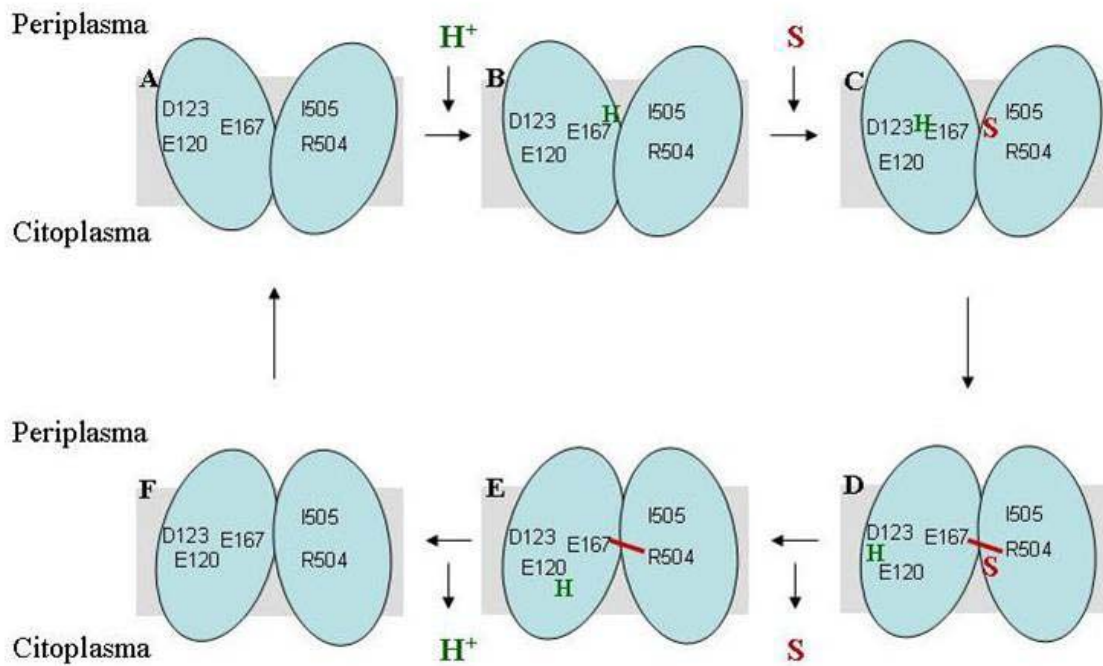 Periplasma
H+
S
A
B
C
D123
E167
E120
I505
R504
D123
H
E167
E120
I505
R504
D123
H
E167
E120
S
I505
R504
Citoplasma
Periplasma
F
E
D
D123
E167
E120
I505
R504
D123
E167
E120
H
I505
R504
D123
H
E167
E120
S
I505
R504
Citoplasma
H+
S